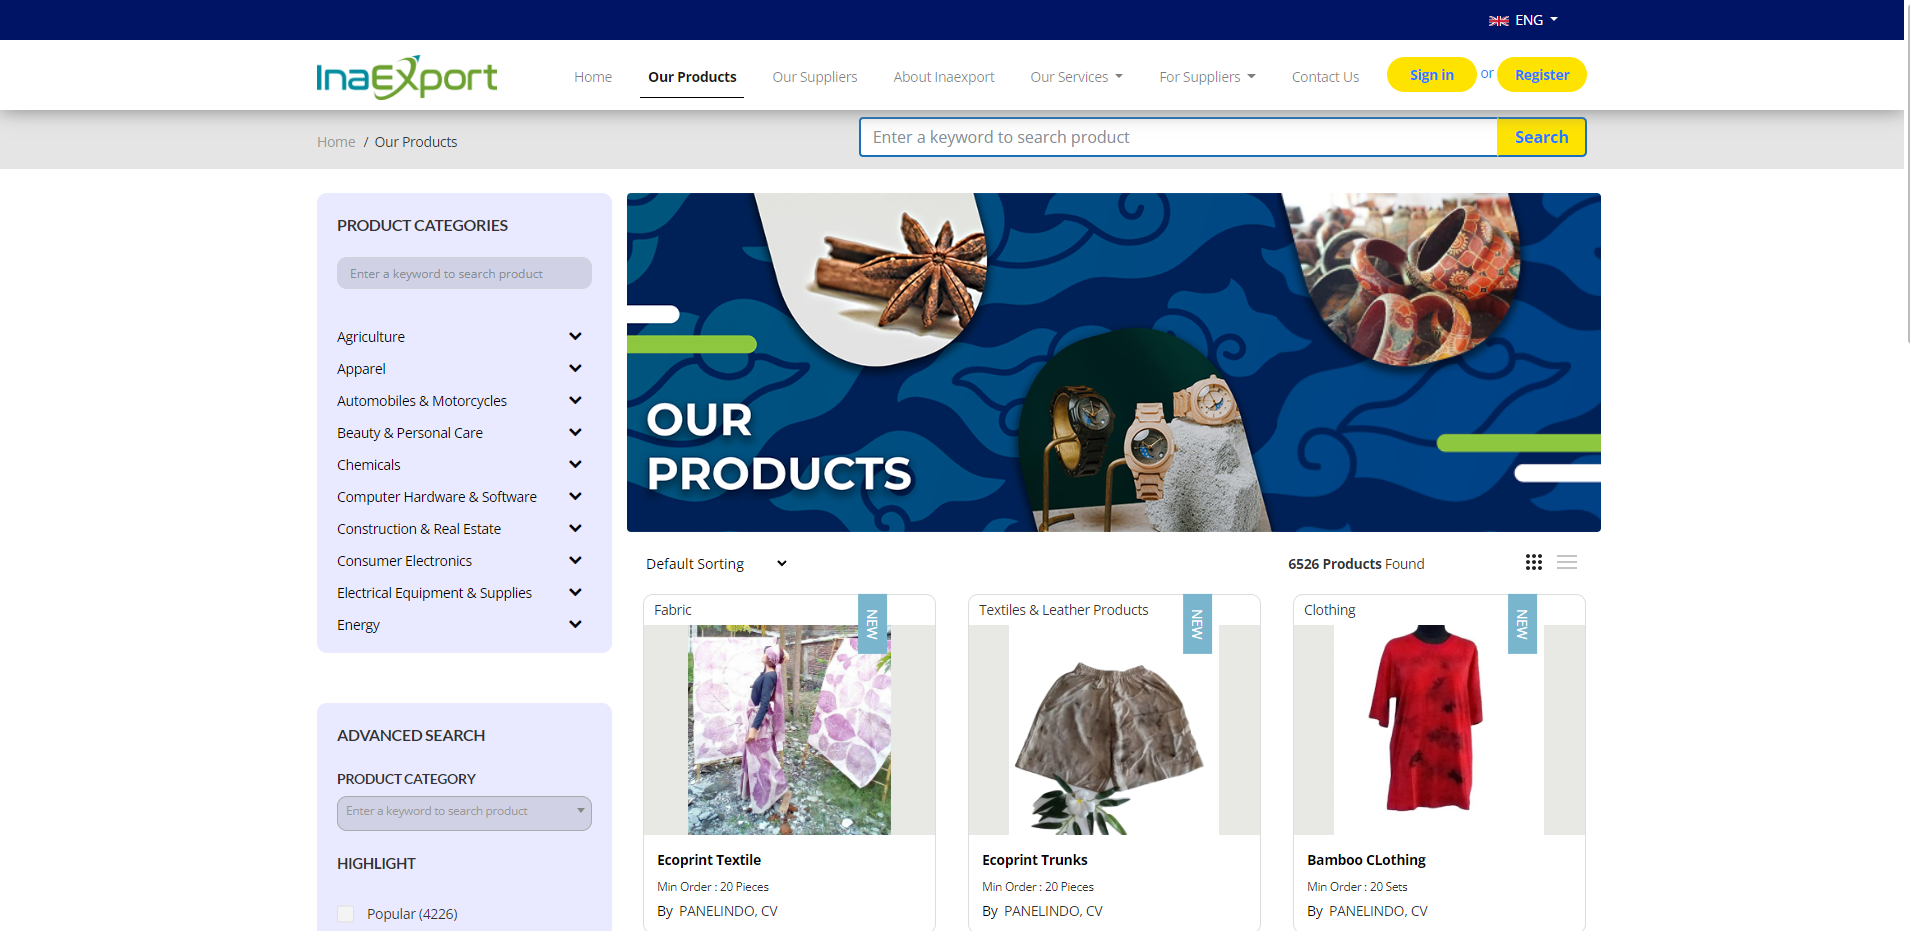 ENG
InaExport
Home
Our Products
Our Suppliers
About Inaexport
Our Services
For Suppliers
Contact Us
Sign in
or
Register
Home / Our Products
Enter a keyword to search product
Search
PRODUCT CATEGORIES
Enter a keyword to search product
Agriculture
Apparel
Automobiles & Motorcycles
Beauty & Personal Care
Chemicals
Computer Hardware & Software
Construction & Real Estate
Consumer Electronics
Electrical Equipment & Supplies
Energy
ADVANCED SEARCH
PRODUCT CATEGORY
Enter a keyword to search product
HIGHLIGHT
Popular (4226)
OUR
PRODUCTS
Default Sorting
6526 Products Found
Fabric
NEW
Ecoprint Textile
Min Order : 20 Pieces
By PANELINDO, CV
Textiles & Leather Products
NEW
Ecoprint Trunks
Min Order : 20 Pieces
By PANELINDO, CV
Clothing
NEW
Bamboo CLothing
Min Order : 20 Sets
By PANELINDO, CV